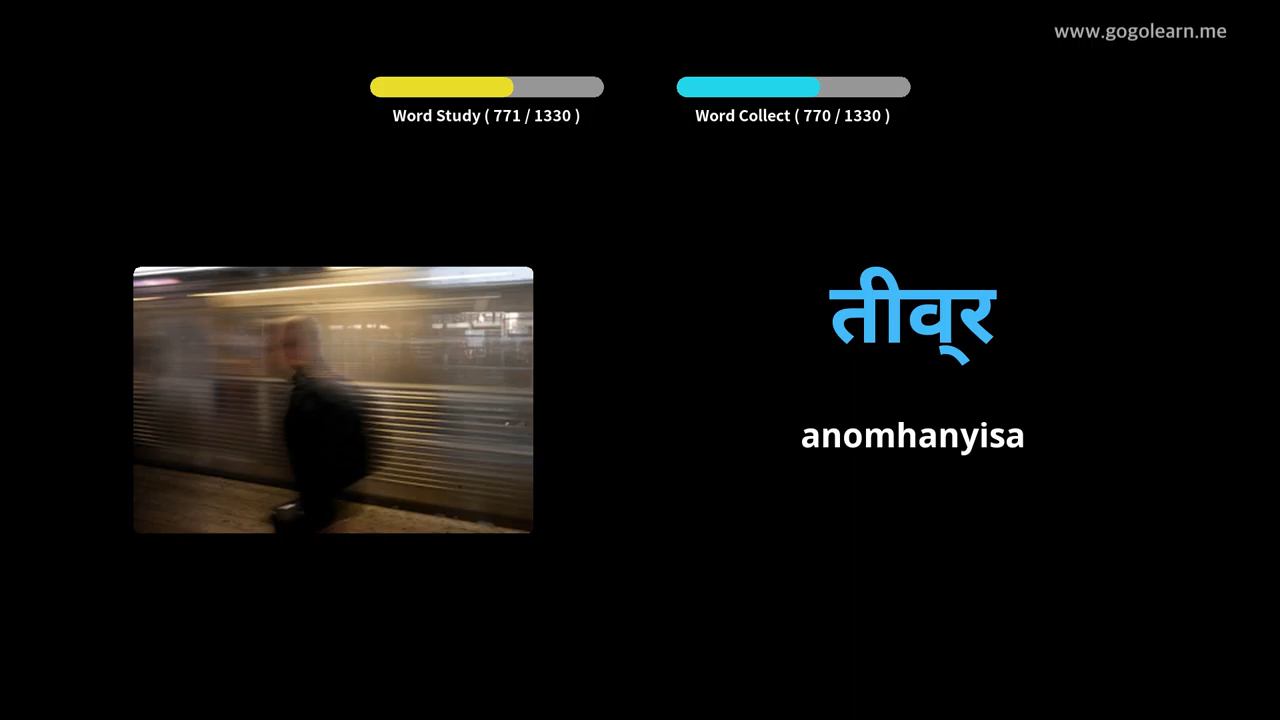 www.gogolearn.me
Word Study ( 771 / 1330 )
Word Collect ( 770 / 1330 )
तीव्‌र
anomhanyisa